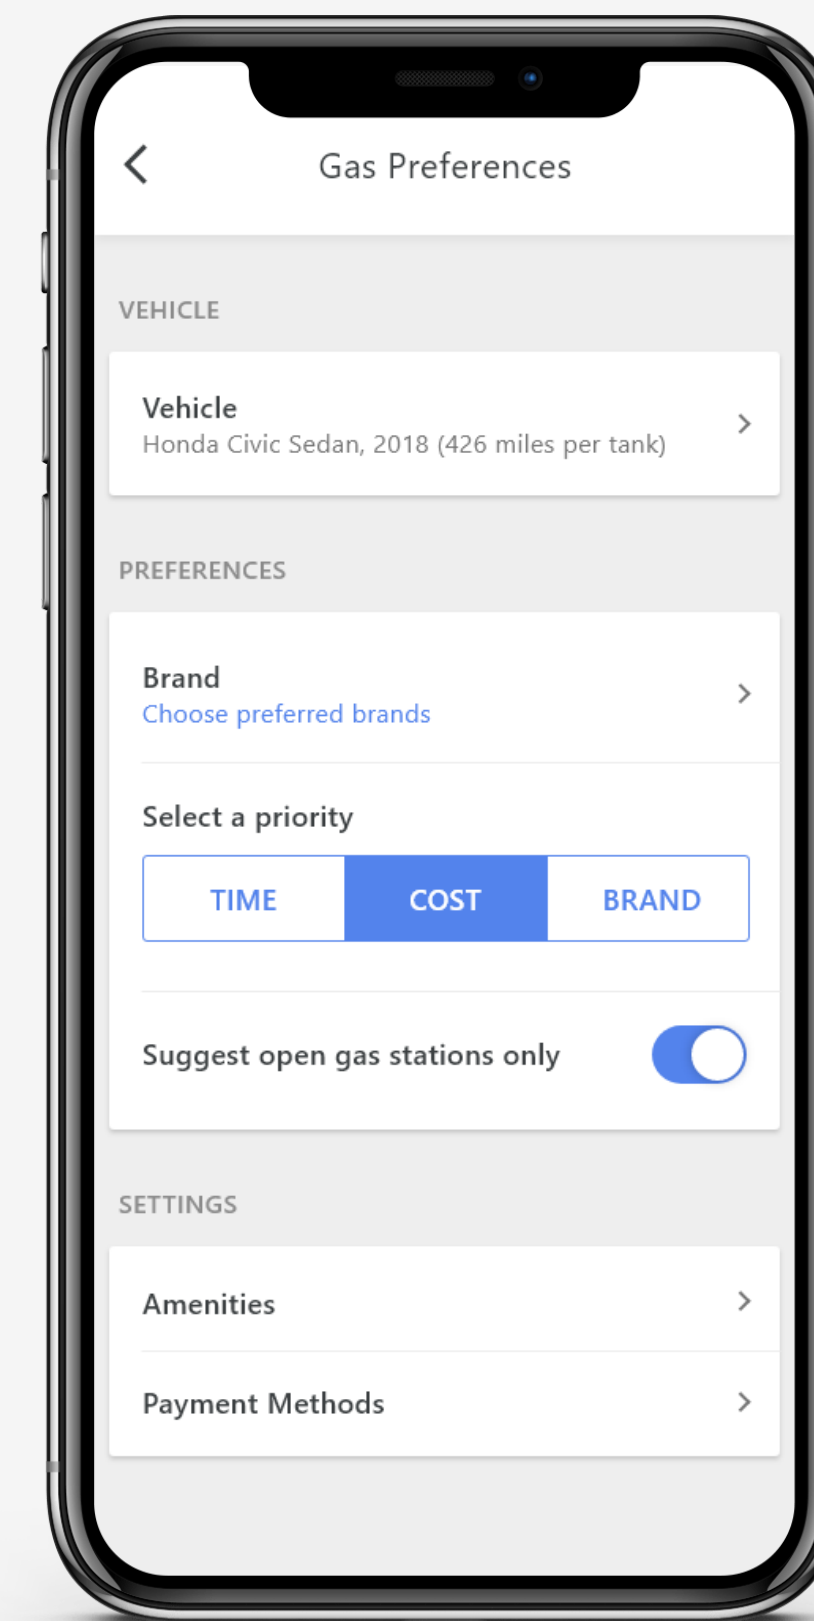 Gas Preferences
VEHICLE
Vehicle
Honda Civic Sedan, 2018 (426 miles per tank)
PREFERENCES
Brand
Choose preferred brands
Select a priority
TIME COST BRAND
Suggest open gas stations only
SETTINGS
Amenities
Payment Methods